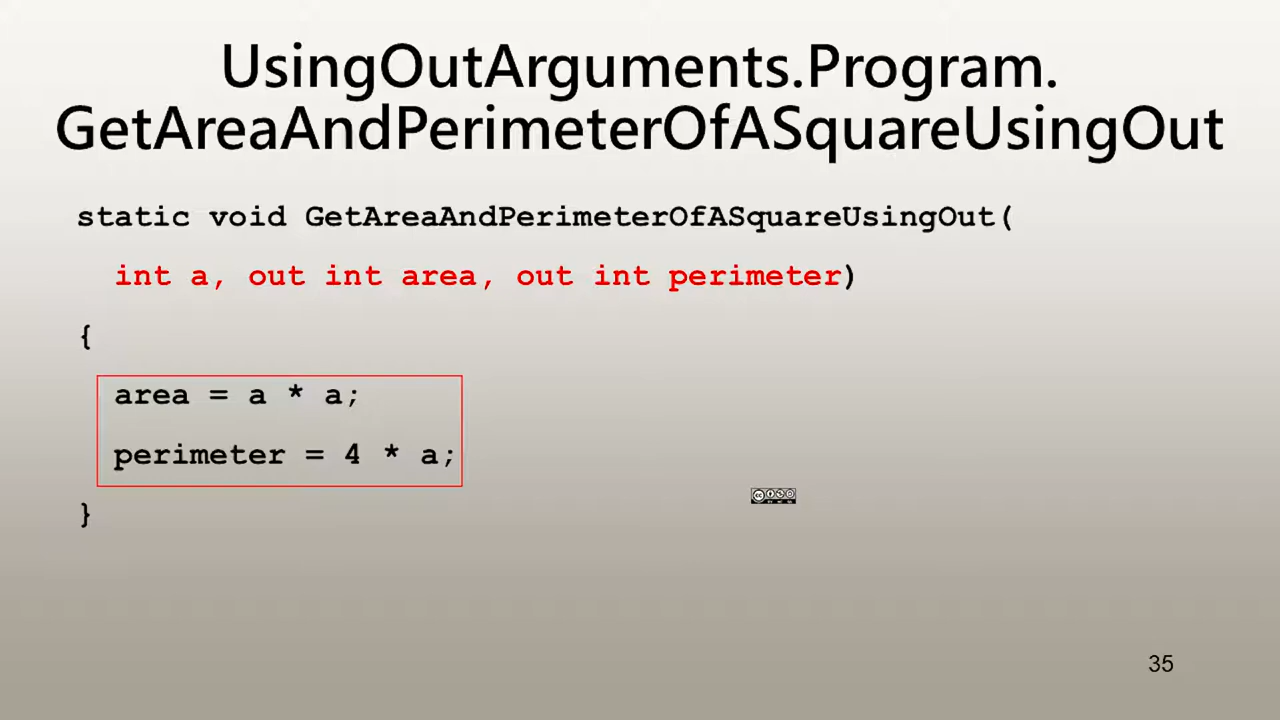 UsingOutArguments.Program.
GetAreaAndPerimeterOfASquareUsingOut
static void GetAreaAndPerimeterOfASquareUsingOut(
int a, out int area, out int perimeter)
{
area = a * a;
perimeter = 4 * a;
}
35